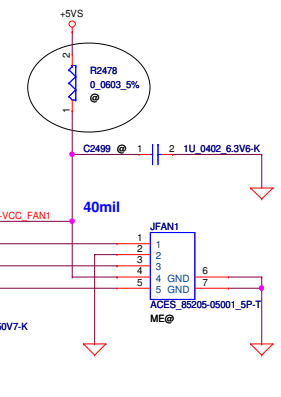 +5VS
2
R2478
0_0603_5%
@
1
C2499 @ 1 2 1U_0402_6.3V6-K
40mil
-VCC_FAN1
JFAN1
1 1
2 2
3 3
4 4 GND 6
5 5 GND 7
ACES_85205-05001_5P-T
ME@
0V7-K